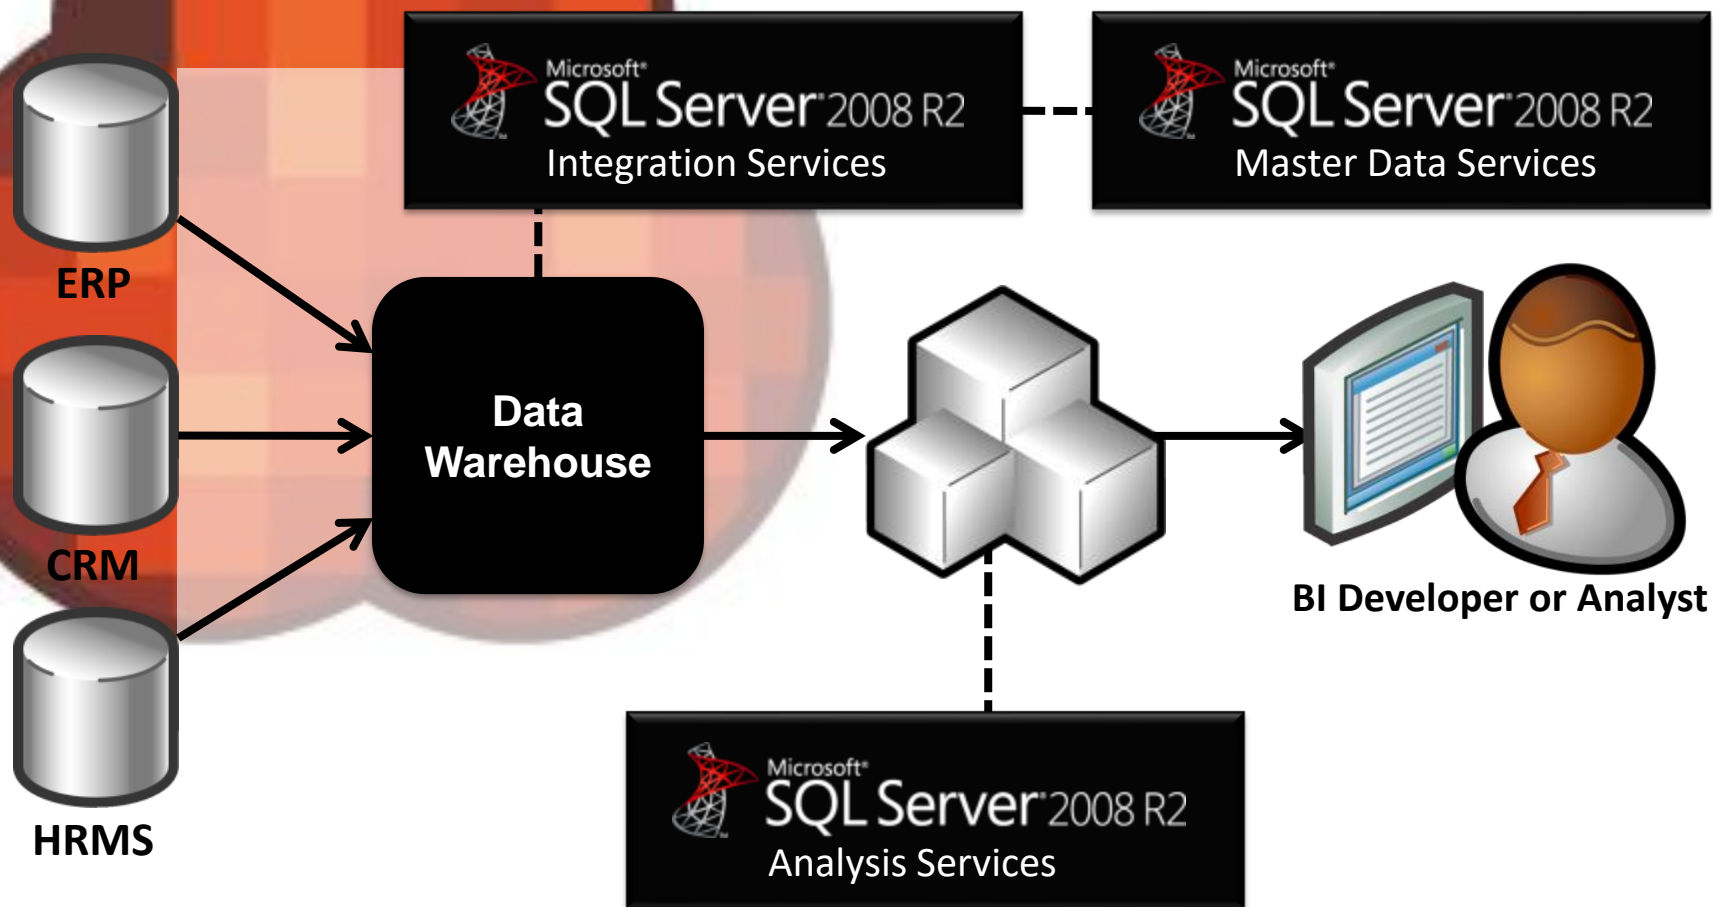 Microsoft®
SQL Server® 2008 R2
Integration Services
Microsoft®
SQL Server® 2008 R2
Master Data Services
ERP
CRM
HRMS
Data
Warehouse
BI Developer or Analyst
Microsoft®
SQL Server® 2008 R2
Analysis Services